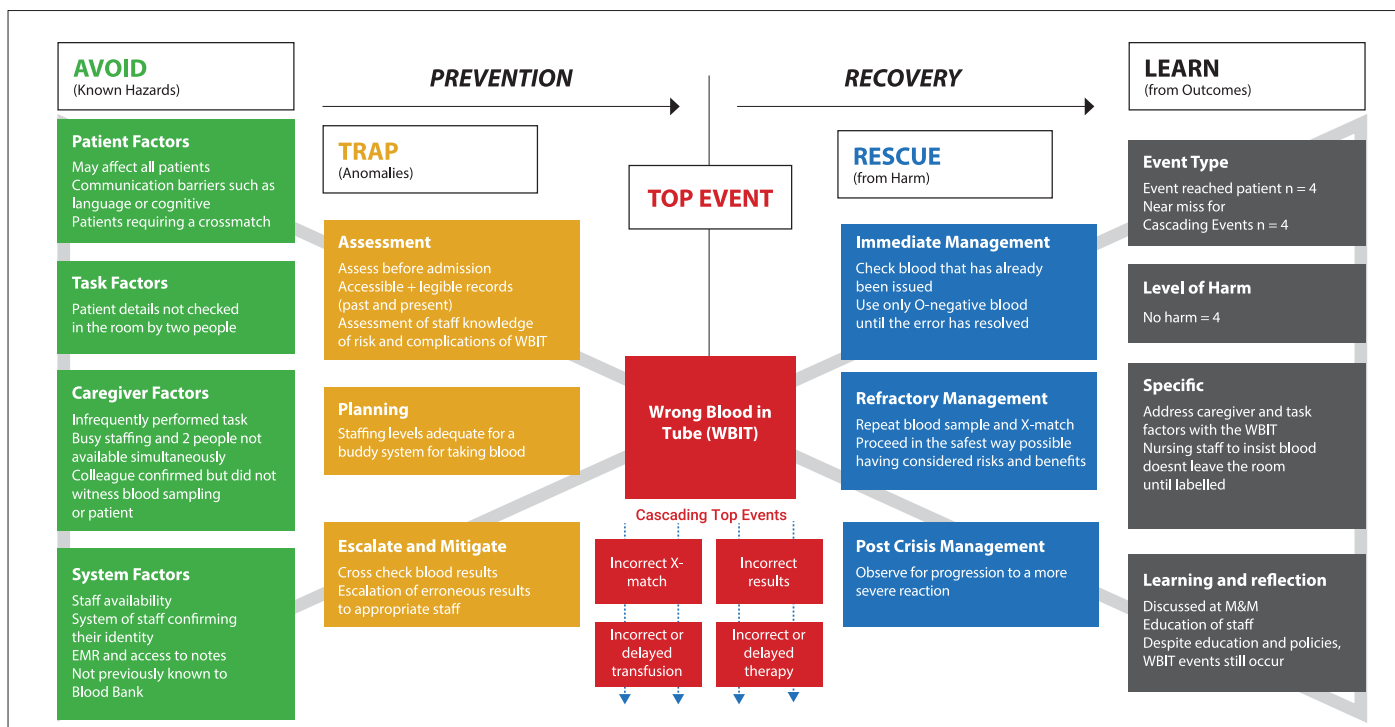 AVOID
(Known Hazards)
Patient Factors
May affect all patients
Communication barriers such as
language or cognitive
Patients requiring a crossmatch
Task Factors
Patient details not checked
in the room by two people
Caregiver Factors
Infrequently performed task
Busy staffing and 2 people not
available simultaneously
Colleague confirmed but did not
witness blood sampling
or patient
System Factors
Staff availability
System of staff confirming
their identity
EMR and access to notes
Not previously known to
Blood Bank
PREVENTION
TRAP
(Anomalies)
Assessment
Assess before admission
Accessible + legible records
(past and present)
Assessment of staff knowledge
of risk and complications of WBIT
Planning
Staffing levels adequate for a
buddy system for taking blood
Escalate and Mitigate
Cross check blood results
Escalation of erroneous results
to appropriate staff
TOP EVENT
Wrong Blood in
Tube (WBIT)
Cascading Top Events
Incorrect X-
match
Incorrect
results
Incorrect or
delayed
transfusion
Incorrect or
delayed
therapy
RECOVERY
RESCUE
(from Harm)
Immediate Management
Check blood that has already
been issued
Use only O-negative blood
until the error has resolved
Refractory Management
Repeat blood sample and X-match
Proceed in the safest way possible
having considered risks and benefits
Post Crisis Management
Observe for progression to a more
severe reaction
LEARN
(from Outcomes)
Event Type
Event reached patient n = 4
Near miss for
Cascading Events n = 4
Level of Harm
No harm = 4
Specific
Address caregiver and task
factors with the WBIT
Nursing staff to insist blood
doesnt leave the room
until labelled
Learning and reflection
Discussed at M&M
Education of staff
Despite education and policies,
WBIT events still occur